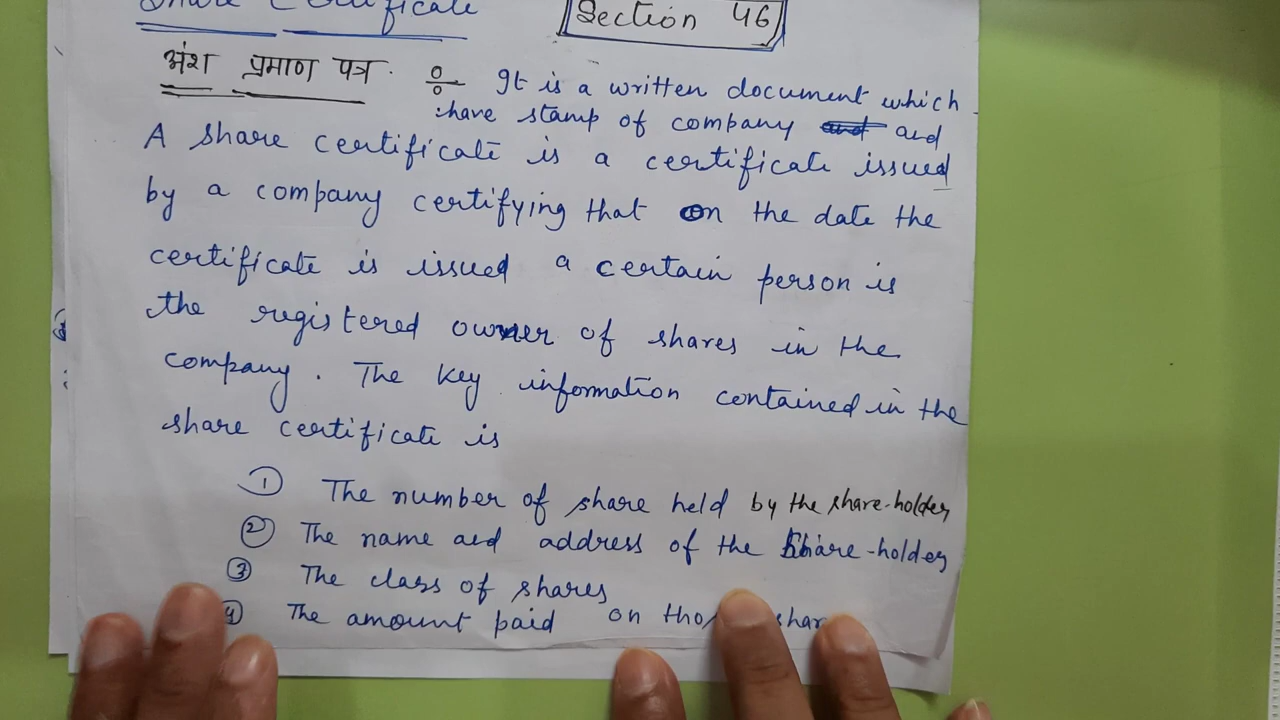 Share Certificate
Section 46
अंश प्रमाण पत्र
It is a written document which
have stamp of company and
A share certificate is a certificate issued
by a company certifying that on the date the
certificate is issued a certain person is
the registered owner of shares in the
company. The key information contained in the
share certificate is
① The number of share held by the share-holder
② The name and address of the share-holder
③ The class of shares
④ The amount paid on